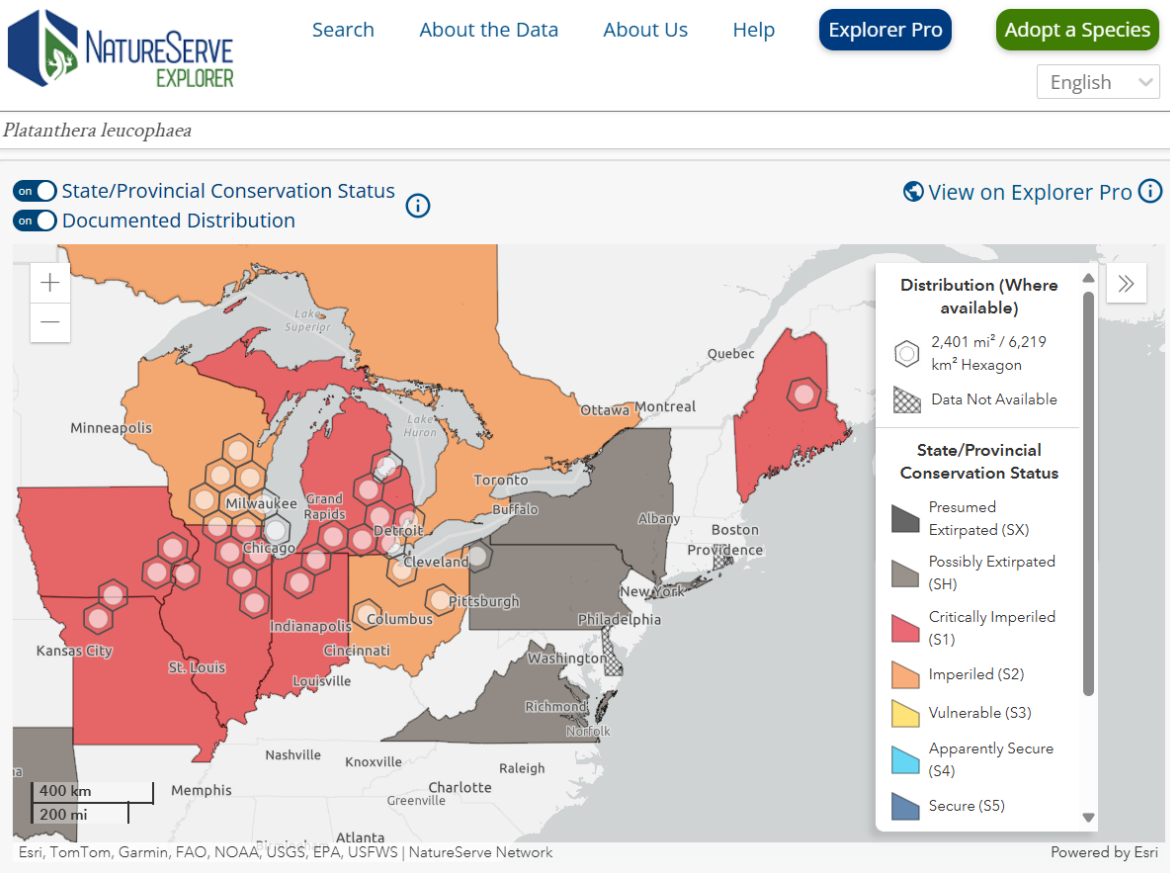 NATURESERVE
EXPLORER
Search
About the Data
About Us
Help
Explorer Pro
Adopt a Species
English
Platanthera leucophaea
on State/Provincial Conservation Status
on Documented Distribution
View on Explorer Pro
Distribution (Where
available)
2,401 mi² / 6,219
km² Hexagon
Data Not Available
State/Provincial
Conservation Status
Presumed
Extirpated (SX)
Possibly Extirpated
(SH)
Critically Imperiled
(S1)
Imperiled (S2)
Vulnerable (S3)
Apparently Secure
(S4)
Secure (S5)
Lake
Superior
Quebec
Ottawa
Montreal
Minneapolis
Lake
Huron
Toronto
Milwaukee
Grand
Rapids
Buffalo
Albany
Detroit
Boston
Chicago
Providence
Cleveland
New York
Pittsburgh
Columbus
Philadelphia
Indianapolis
Kansas City
Cincinnati
Washington
St. Louis
Louisville
Richmond
Norfolk
Nashville
Knoxville
Raleigh
Memphis
Charlotte
Greenville
Atlanta
Birmingham
400 km
200 mi
Esri, TomTom, Garmin, FAO, NOAA, USGS, EPA, USFWS | NatureServe Network
Powered by Esri